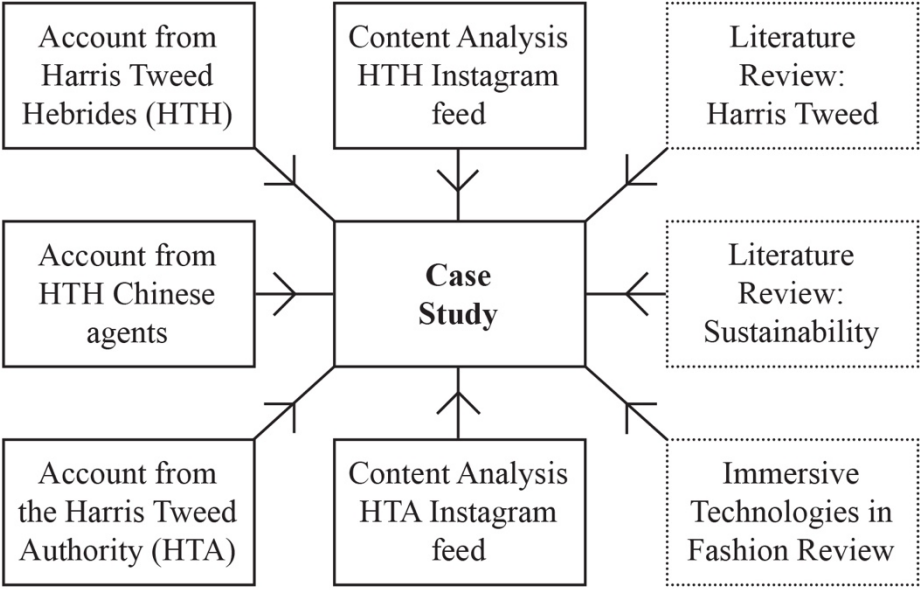 Account from
Harris Tweed
Hebrides (HTH)
Content Analysis
HTH Instagram
feed
Literature
Review:
Harris Tweed
Account from
HTH Chinese
agents
Case
Study
Literature
Review:
Sustainability
Account from
the Harris Tweed
Authority (HTA)
Content Analysis
HTA Instagram
feed
Immersive
Technologies in
Fashion Review